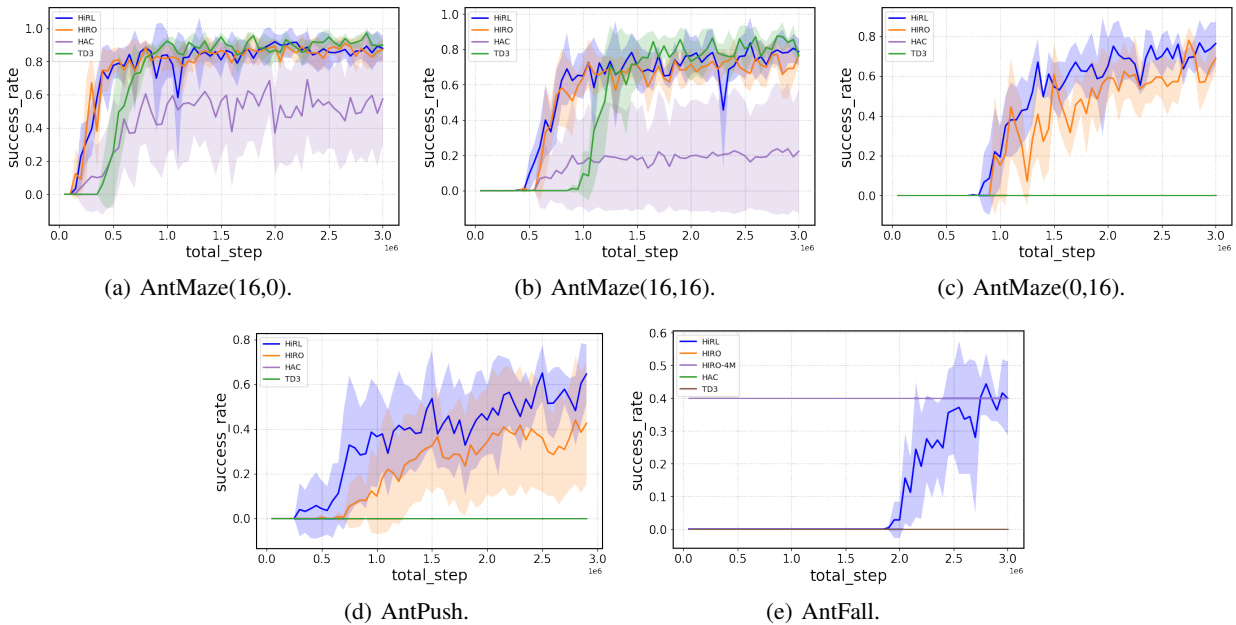 HiRL
HIRO
HAC
TD3
1.0
0.8
0.6
0.4
0.2
0.0
success_rate
0.0 0.5 1.0 1.5 2.0 2.5 3.0
1e6
total_step
(a) AntMaze(16,0).
HiRL
HIRO
HAC
TD3
1.0
0.8
0.6
0.4
0.2
0.0
success_rate
0.0 0.5 1.0 1.5 2.0 2.5 3.0
1e6
total_step
(b) AntMaze(16,16).
HiRL
HIRO
HAC
TD3
0.8
0.6
0.4
0.2
0.0
success_rate
0.0 0.5 1.0 1.5 2.0 2.5 3.0
1e6
total_step
(c) AntMaze(0,16).
HiRL
HIRO
HAC
TD3
0.8
0.6
0.4
0.2
0.0
success_rate
0.0 0.5 1.0 1.5 2.0 2.5 3.0
1e6
total_step
(d) AntPush.
HiRL
HIRO
HIRO-4M
HAC
TD3
0.6
0.5
0.4
0.3
0.2
0.1
0.0
success_rate
0.0 0.5 1.0 1.5 2.0 2.5 3.0
1e6
total_step
(e) AntFall.